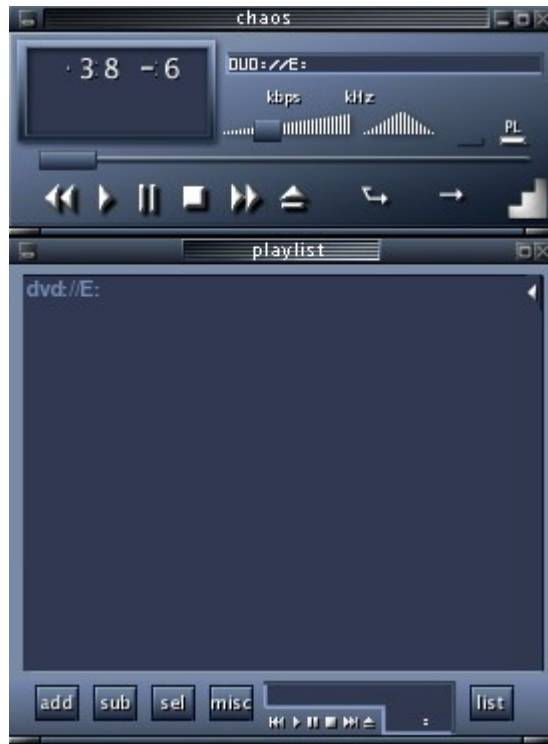 chaos
· 3:8 -:6
DVD://E:
kbps kHz
PL
playlist
dvd://E:
add sub sel misc list
: